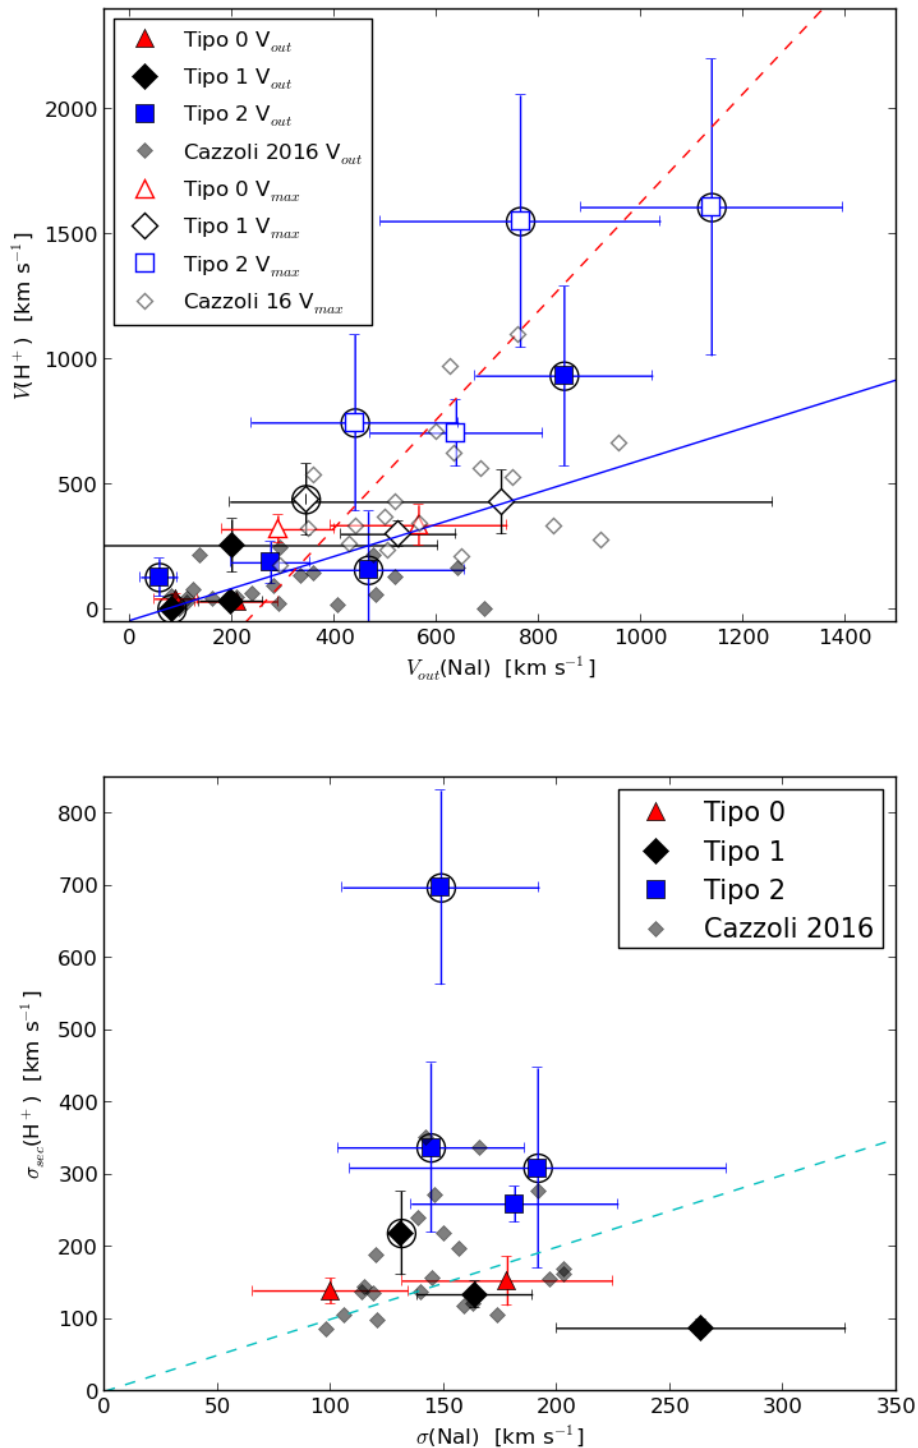 Tipo 0 V_out
Tipo 1 V_out
Tipo 2 V_out
Cazzoli 2016 V_out
Tipo 0 V_max
Tipo 1 V_max
Tipo 2 V_max
Cazzoli 16 V_max
V(H⁺) [km s⁻¹]
2000
1500
1000
500
0
0 200 400 600 800 1000 1200 1400
V_out(NaI) [km s⁻¹]
Tipo 0
Tipo 1
Tipo 2
Cazzoli 2016
σ_sec(H⁺) [km s⁻¹]
800
700
600
500
400
300
200
100
0
0 50 100 150 200 250 300 350
σ(NaI) [km s⁻¹]